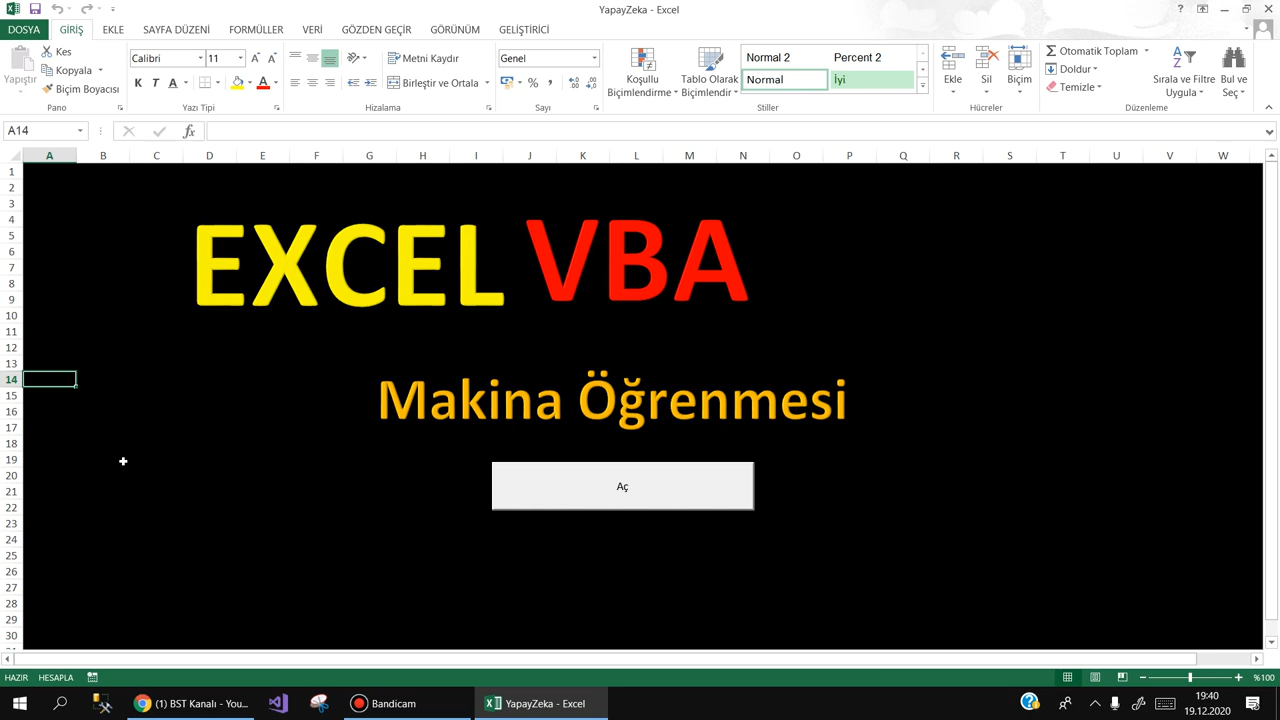 YapayZeka - Excel
DOSYA GİRİŞ EKLE SAYFA DÜZENİ FORMÜLLER VERİ GÖZDEN GEÇİR GÖRÜNÜM GELİŞTİRİCİ
Yapıştır
Kes
Kopyala
Biçim Boyacısı
Pano
Calibri 11
K T A A
Yazı Tipi
Metni Kaydır
Birleştir ve Ortala
Hizalama
Genel
%
Sayı
Koşullu Biçimlendirme
Tablo Olarak Biçimlendir
Normal 2 Percent 2
Normal İyi
Stiller
Ekle Sil Biçim
Hücreler
Otomatik Toplam
Doldur
Temizle
Sırala ve Filtre Uygula
Bul ve Seç
Düzenleme
A14 fx
A B C D E F G H I J K L M N O P Q R S T U V W
1
2
3
4
5
6
7
8
9
10
11
12
13
14
15
16
17
18
19
20
21
22
23
24
25
26
27
28
29
30
EXCEL VBA
Makina Öğrenmesi
Aç
HAZIR HESAPLA %100
(1) BST Kanalı - You... Bandicam YapayZeka - Excel
19:40
19.12.2020